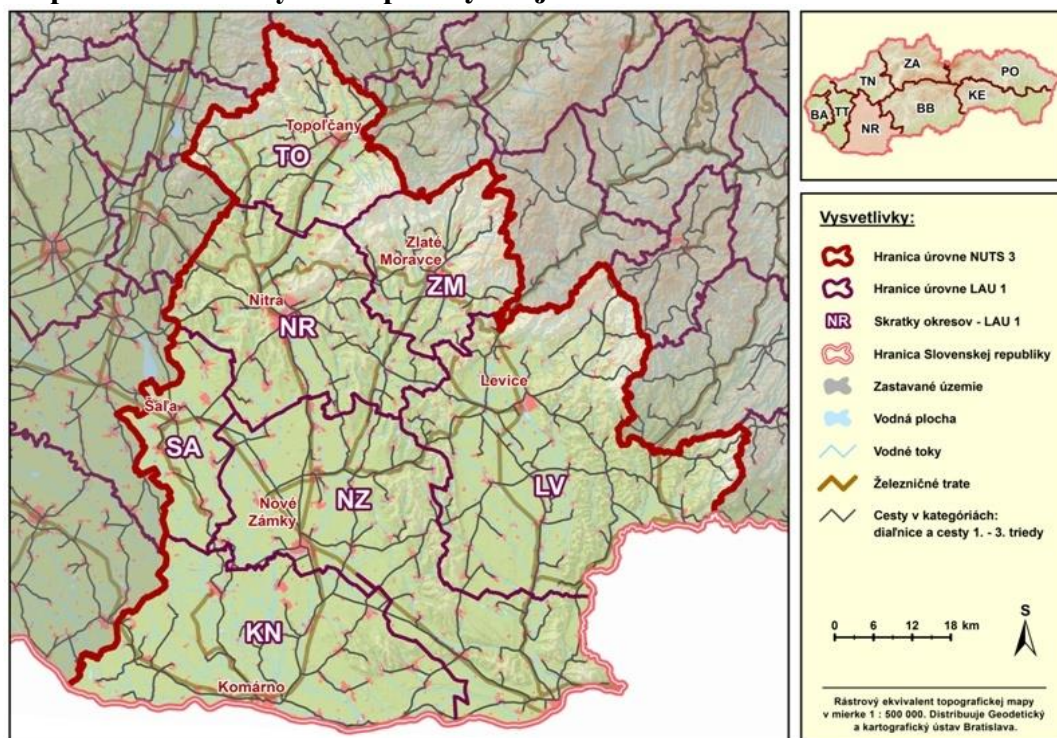 Topoľčany
TO
Zlaté
Moravce
ZM
Nitra
NR
Levice
Šaľa
SA
NZ
LV
Nové
Zámky
KN
Komárno
ZA
PO
TN
KE
BA
TT
BB
NR
Vysvetlivky:
Hranica úrovne NUTS 3
Hranice úrovne LAU 1
NR
Skratky okresov - LAU 1
Hranica Slovenskej republiky
Zastavané územie
Vodná plocha
Vodné toky
Železničné trate
Cesty v kategóriách:
diaľnice a cesty 1. - 3. triedy
S
0 6 12 18 km
Rástrový ekvivalent topografickej mapy
v mierke 1 : 500 000. Distribuuje Geodetický
a kartografický ústav Bratislava.